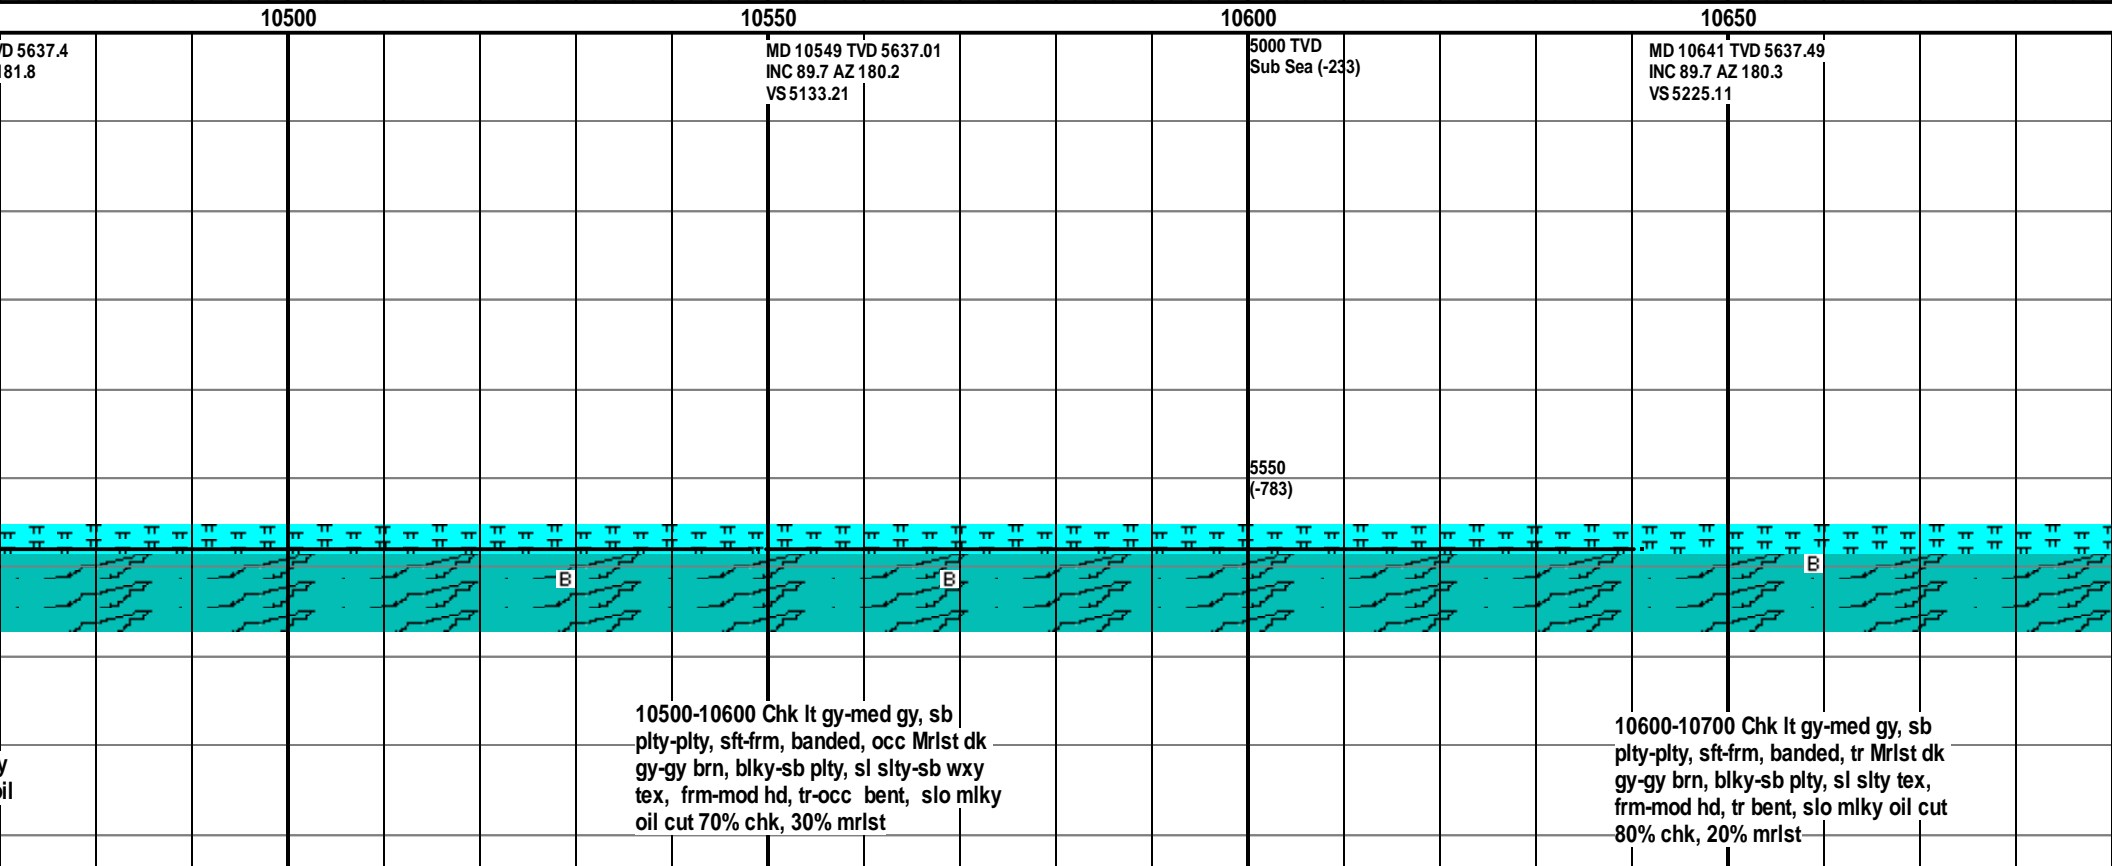 10500
10550
10600
10650
VD 5637.4
181.8
MD 10549 TVD 5637.01
INC 89.7 AZ 180.2
VS 5133.21
5000 TVD
Sub Sea (-233)
MD 10641 TVD 5637.49
INC 89.7 AZ 180.3
VS 5225.11
5550
(-783)
B
B
B
y
oil
10500-10600 Chk lt gy-med gy, sb
plty-plty, sft-frm, banded, occ Mrlst dk
gy-gy brn, blky-sb plty, sl slty-sb wxy
tex, frm-mod hd, tr-occ bent, slo mlky
oil cut 70% chk, 30% mrlst
10600-10700 Chk lt gy-med gy, sb
plty-plty, sft-frm, banded, tr Mrlst dk
gy-gy brn, blky-sb plty, sl slty tex,
frm-mod hd, tr bent, slo mlky oil cut
80% chk, 20% mrlst